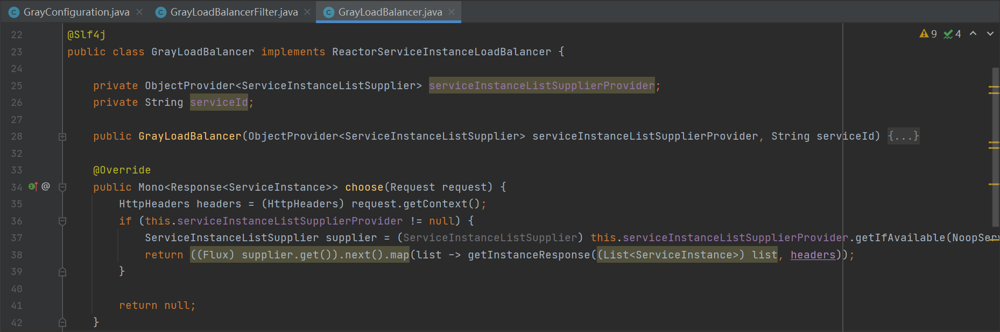 GrayConfiguration.java GrayLoadBalancerFilter.java GrayLoadBalancer.java
9 4
22 @Slf4j
23 public class GrayLoadBalancer implements ReactorServiceInstanceLoadBalancer {
24
25 private ObjectProvider<ServiceInstanceListSupplier> serviceInstanceListSupplierProvider;
26 private String serviceId;
27
28 public GrayLoadBalancer(ObjectProvider<ServiceInstanceListSupplier> serviceInstanceListSupplierProvider, String serviceId) {...}
32
33 @Override
34 @ public Mono<Response<ServiceInstance>> choose(Request request) {
35 HttpHeaders headers = (HttpHeaders) request.getContext();
36 if (this.serviceInstanceListSupplierProvider != null) {
37 ServiceInstanceListSupplier supplier = (ServiceInstanceListSupplier) this.serviceInstanceListSupplierProvider.getIfAvailable(NoopServ
38 return ((Flux) supplier.get()).next().map(list -> getInstanceResponse((List<ServiceInstance>) list, headers));
39 }
40
41 return null;
42 }